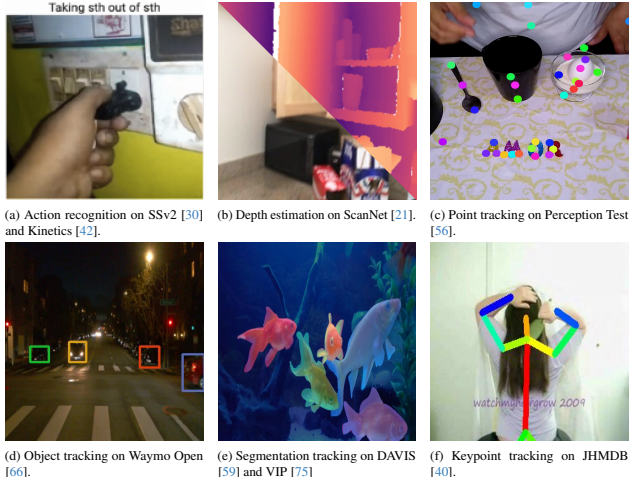 Taking sth out of sth
(a) Action recognition on SSv2 [30]
and Kinetics [42].
(b) Depth estimation on ScanNet [21].
(c) Point tracking on Perception Test
[56].
(d) Object tracking on Waymo Open
[66].
(e) Segmentation tracking on DAVIS
[59] and VIP [75]
watchmyhairgrow 2009
(f) Keypoint tracking on JHMDB
[40].